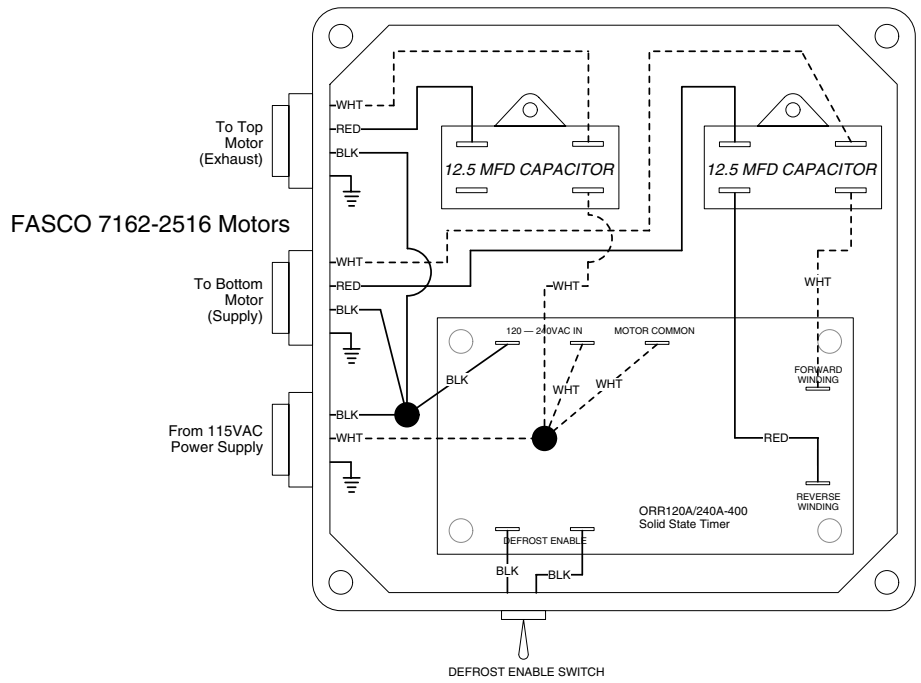 WHT
RED
BLK
To Top
Motor
(Exhaust)
12.5 MFD CAPACITOR
12.5 MFD CAPACITOR
FASCO 7162-2516 Motors
WHT
RED
BLK
To Bottom
Motor
(Supply)
WHT
WHT
120 — 240VAC IN
MOTOR COMMON
BLK
WHT
WHT
FORWARD
WINDING
BLK
WHT
From 115VAC
Power Supply
RED
REVERSE
WINDING
ORR120A/240A-400
Solid State Timer
DEFROST ENABLE
BLK
BLK
DEFROST ENABLE SWITCH